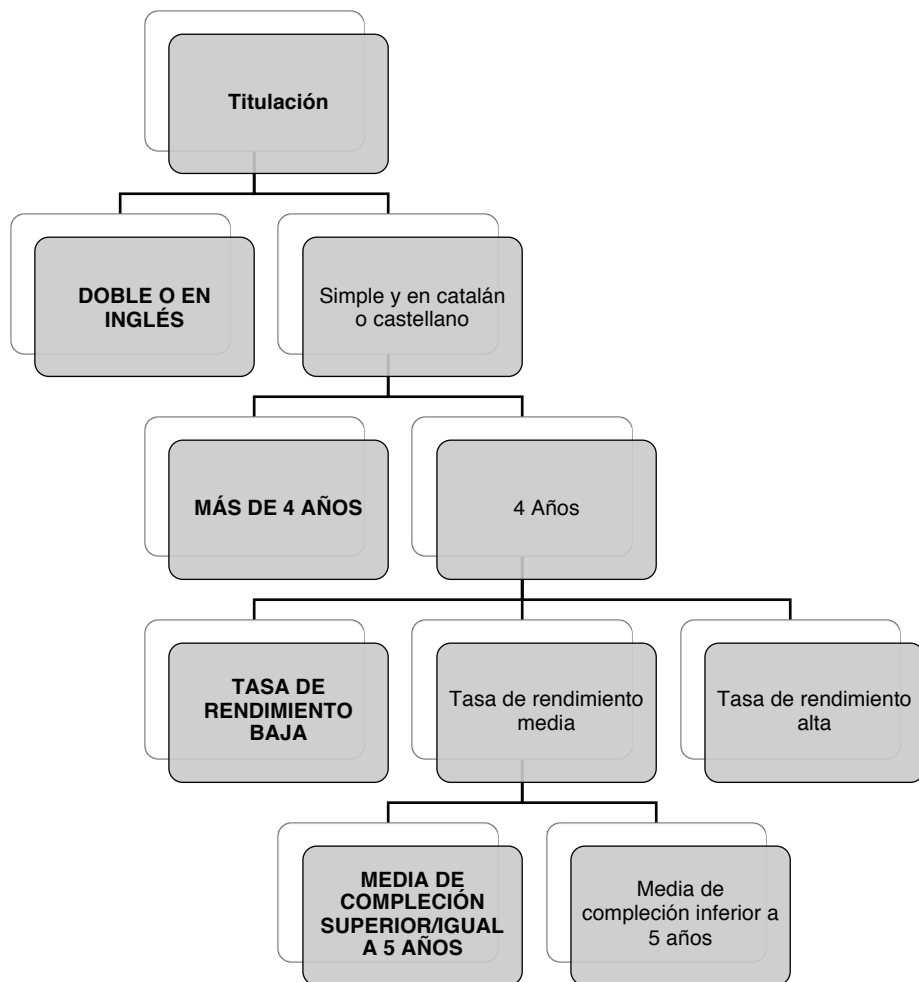 Titulación
DOBLE O EN
INGLÉS
Simple y en catalán
o castellano
MÁS DE 4 AÑOS
4 Años
TASA DE
RENDIMIENTO
BAJA
Tasa de rendimiento
media
Tasa de rendimiento
alta
MEDIA DE
COMPLECIÓN
SUPERIOR/IGUAL
A 5 AÑOS
Media de
compleción inferior a
5 años